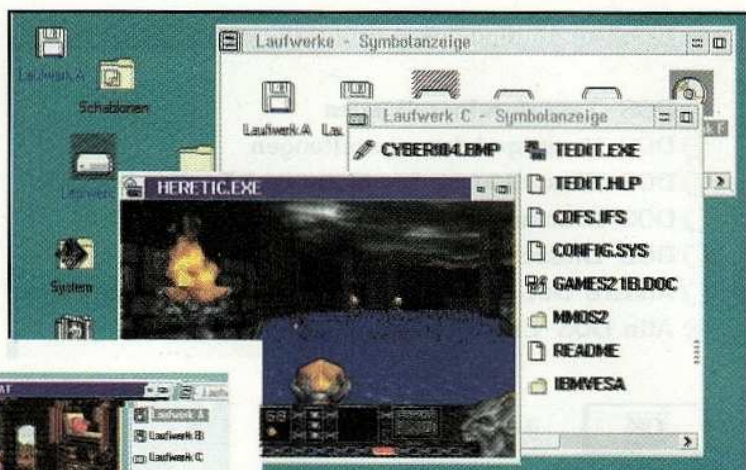 Laufwerke - Symbolanzeige
Laufwerk A
Schablonen
Laufwerk A
Laufwerk C - Symbolanzeige
CYBER184.BMP
TEDIT.EXE
HERETIC.EXE
TEDIT.HLP
CDFS.IFS
CONFIG.SYS
System
GAMES21B.DOC
MMOS2
README
IBMVESA
Laufwerk A
Laufwerk B
Laufwerk C